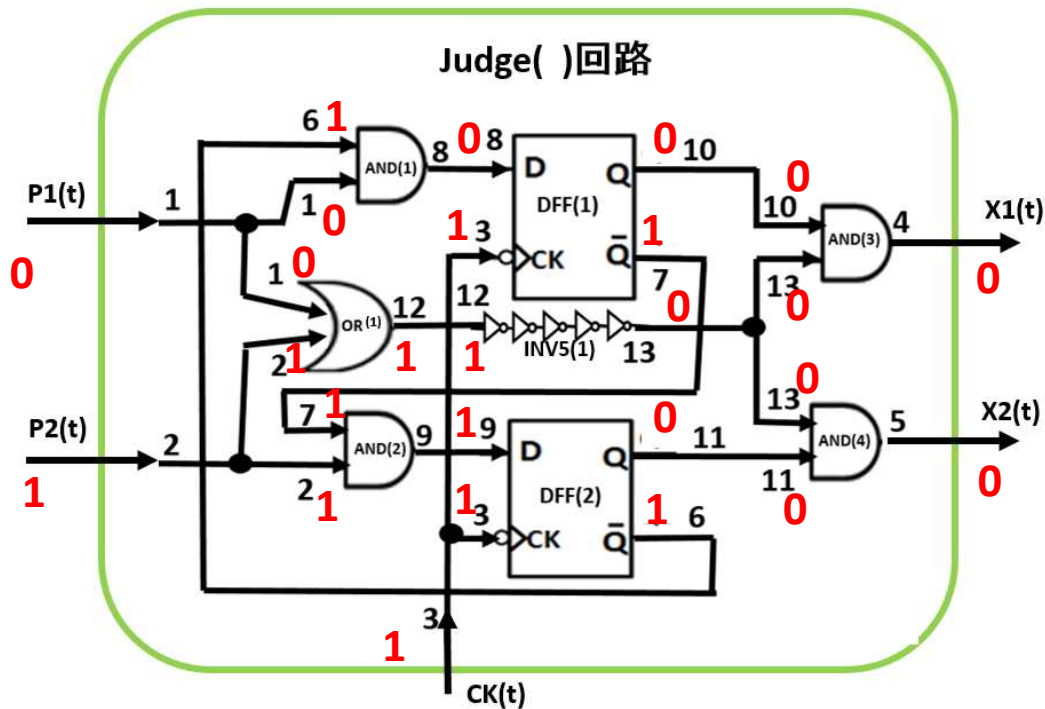 Judge( )回路
6 1
AND(1)
8 0 8
D Q
0 10
0
P1(t)
1
1 0
DFF(1)
10
4
X1(t)
AND(3)
1 3
CK Q̄
1
7
0
1 0
13
0
0
12
12
OR(1)
0
INV5(1)
13
2 1
1
1
0
13
7 1
P2(t)
2
AND(2)
9
1 9
D Q
0 11
AND(4)
5
X2(t)
2 1
1
DFF(2)
11 0
0
1 3
CK Q̄
1 6
3
1
CK(t)